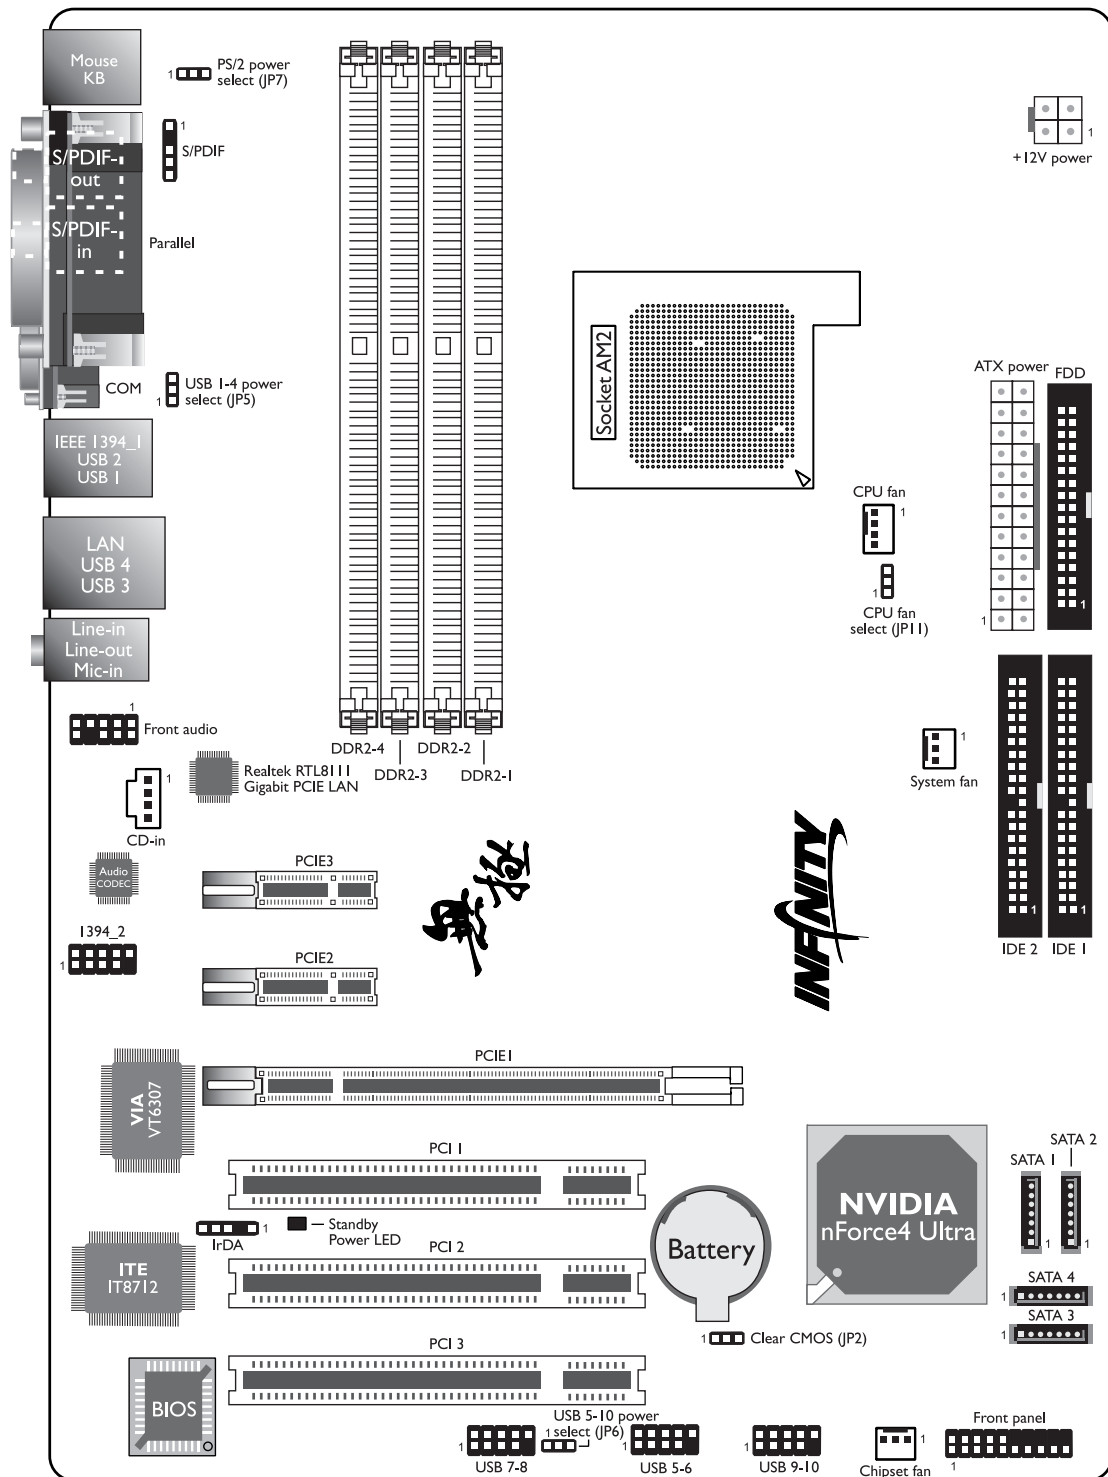 Mouse
KB
1
PS/2 power
select (JP7)
1
S/PDIF
S/PDIF-
out
S/PDIF-
in
Parallel
COM
1
USB 1-4 power
select (JP5)
IEEE 1394_1
USB 2
USB 1
LAN
USB 4
USB 3
Line-in
Line-out
Mic-in
1
Front audio
1
CD-in
Realtek RTL8111
Gigabit PCIE LAN
Audio
CODEC
1394_2
1
DDR2-4
DDR2-3
DDR2-2
DDR2-1
1
+12V power
Socket AM2
ATX power
1
FDD
1
CPU fan
1
1
CPU fan
select (JP11)
1
System fan
1
IDE 2
1
IDE 1
INFINITY
PCIE3
PCIE2
PCIE1
VIA
VT6307
PCI 1
1
IrDA
Standby
Power LED
PCI 2
ITE
IT8712
PCI 3
BIOS
Battery
1
Clear CMOS (JP2)
NVIDIA
nForce4 Ultra
SATA 2
SATA 1
1
1
SATA 4
1
SATA 3
1
USB 5-10 power
select (JP6)
1
1
USB 7-8
1
USB 5-6
1
USB 9-10
1
Chipset fan
Front panel
1